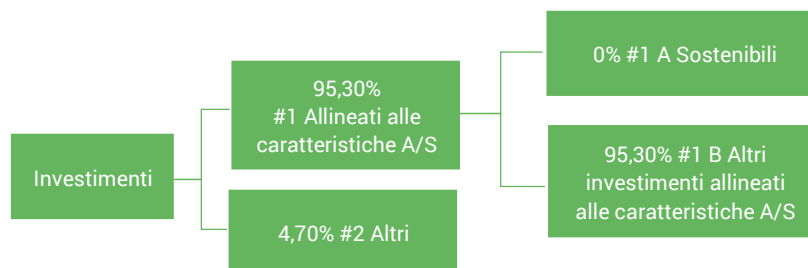 Investimenti
95,30%
#1 Allineati alle
caratteristiche A/S
4,70% #2 Altri
0% #1 A Sostenibili
95,30% #1 B Altri
investimenti allineati
alle caratteristiche A/S